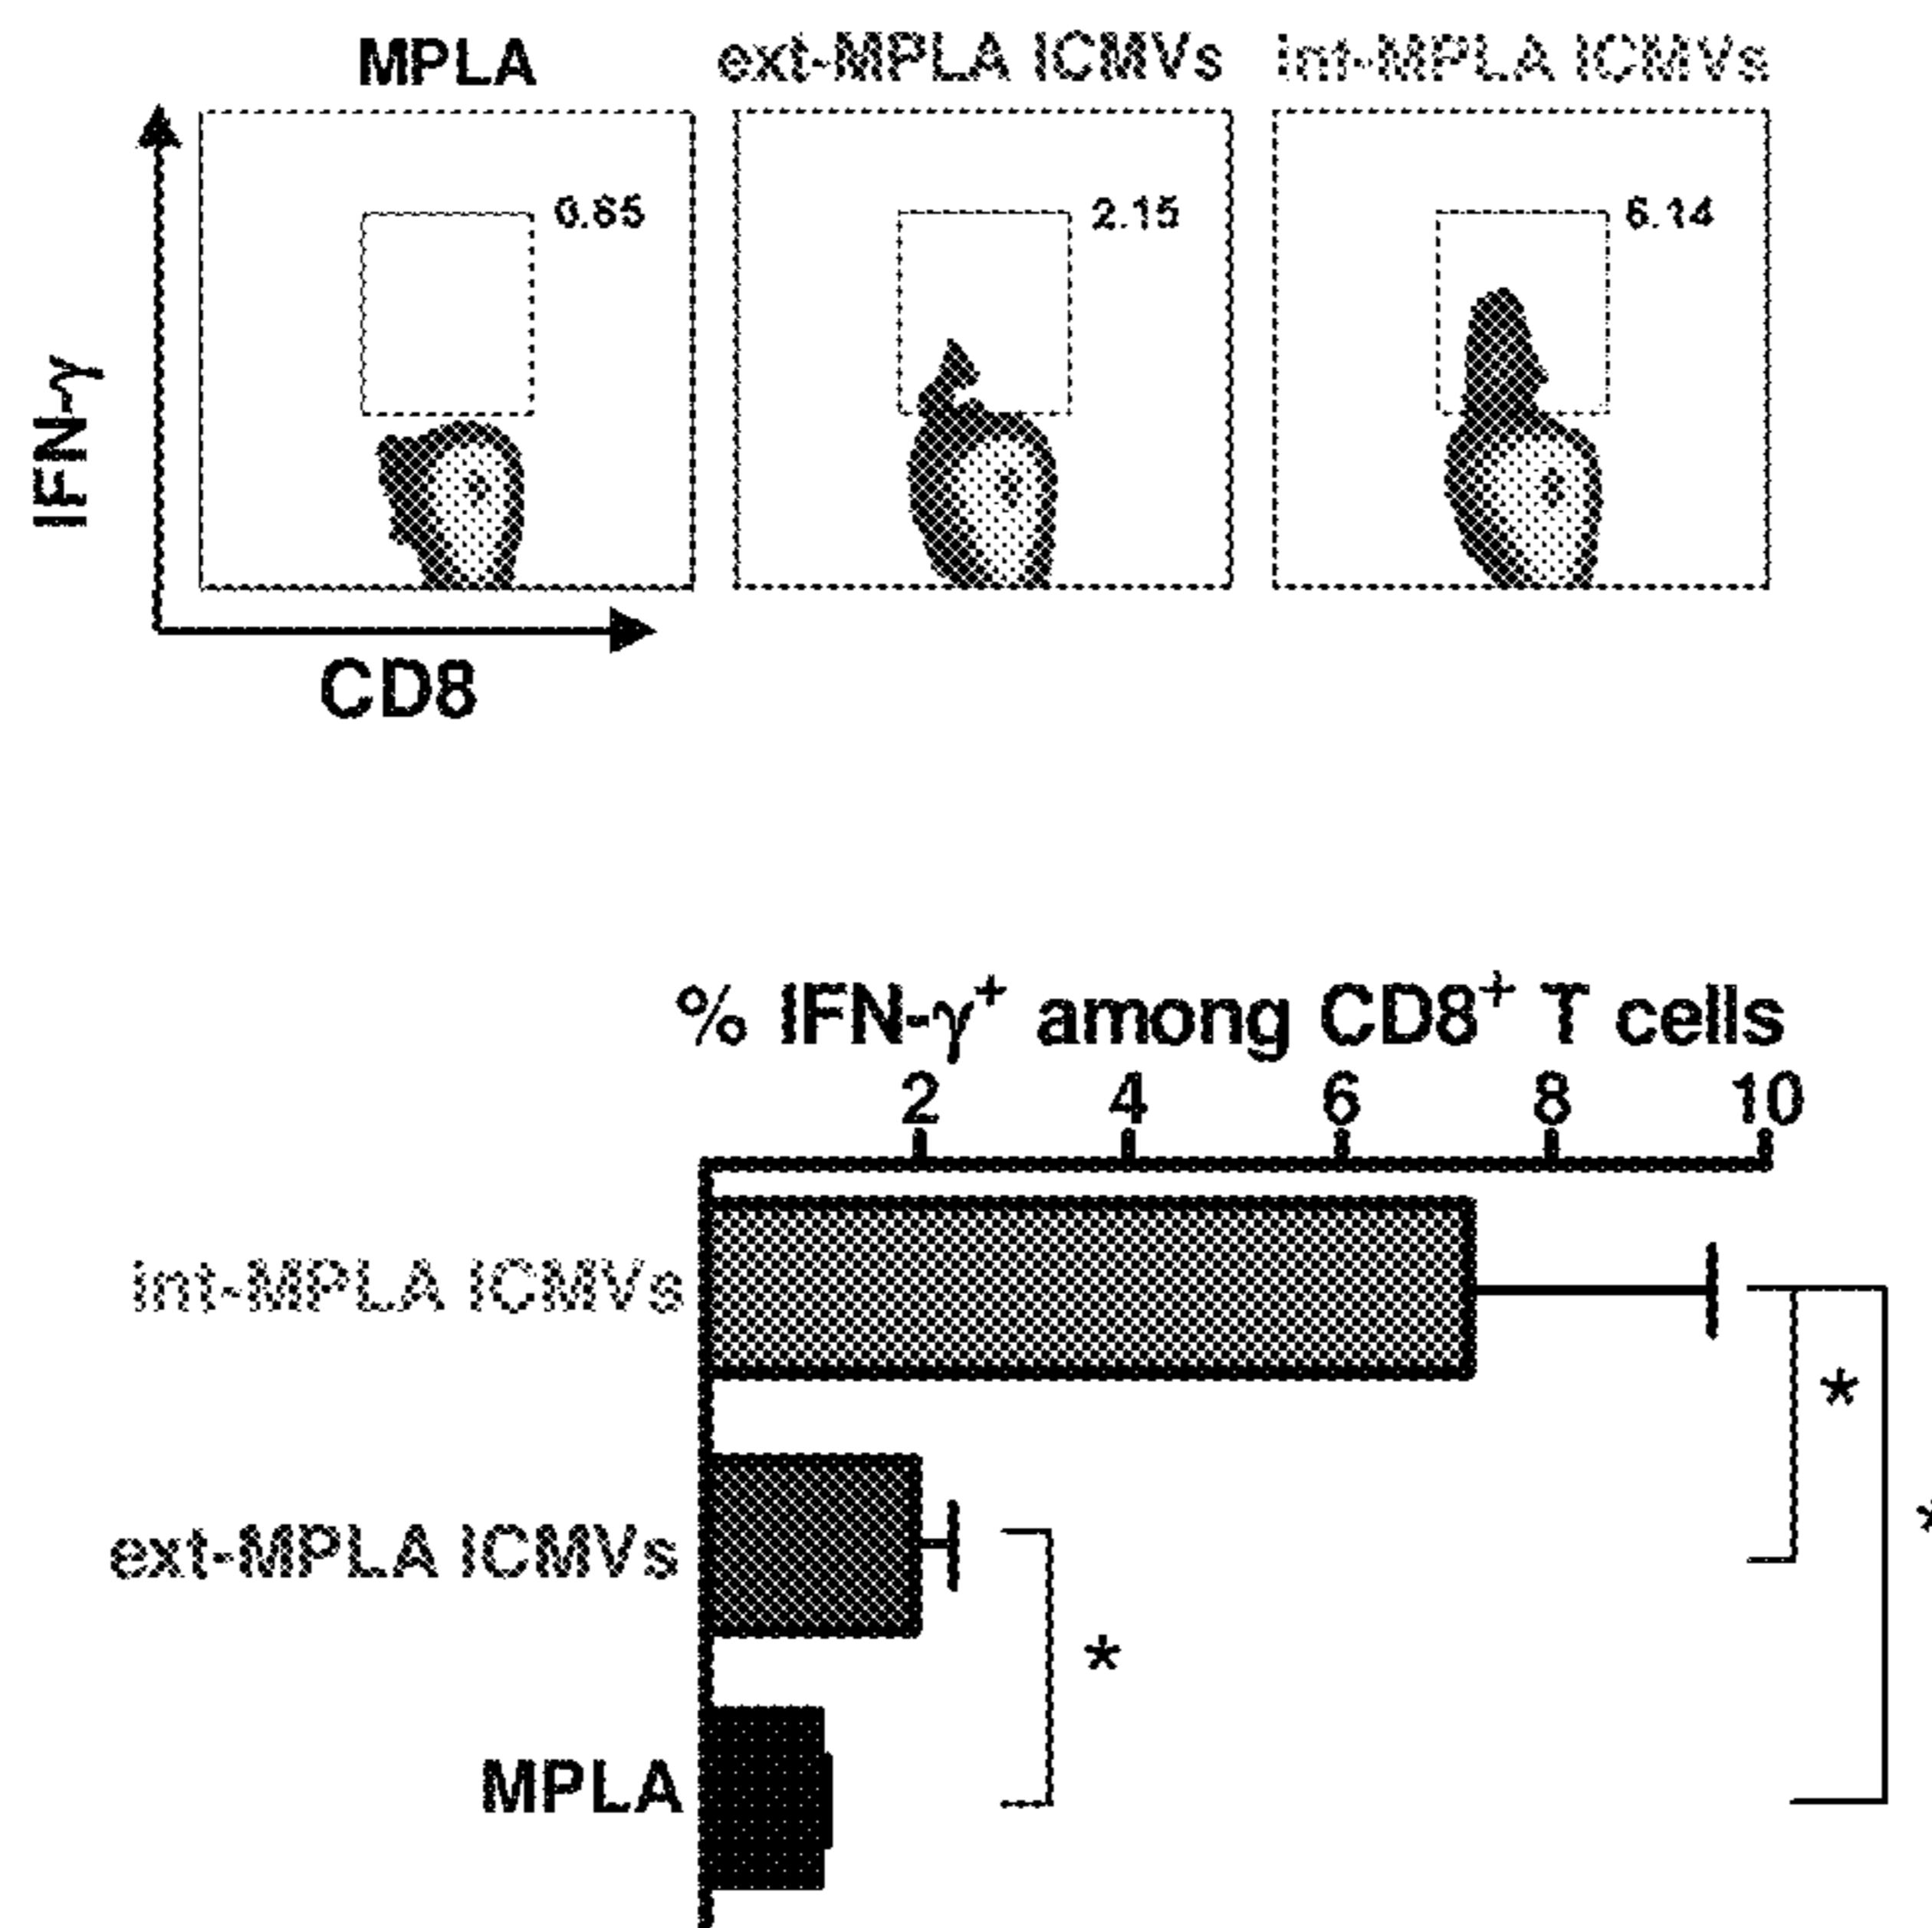 MPLA
ext-MPLA ICMVs
int-MPLA ICMVs
0.65
2.15
6.14
IFN-γ
CD8
% IFN-γ⁺ among CD8⁺ T cells
2 4 6 8 10
int-MPLA ICMVs
*
ext-MPLA ICMVs
*
*
MPLA